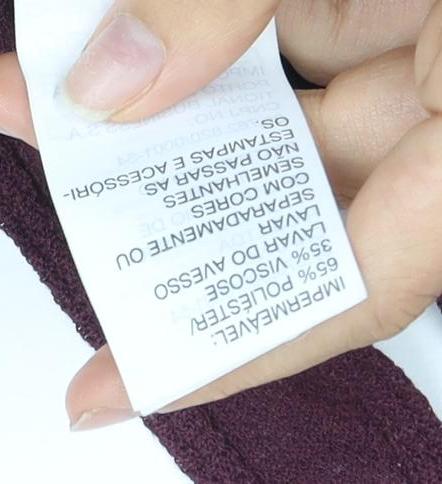 IMPERMEÁVEL:
65% POLIÉSTER/
35% VISCOSE
LAVAR DO AVESSO
LAVAR
SEPARADAMENTE OU
COM CORES
SEMELHANTES
NÃO PASSAR AS
ESTAMPAS E ACESSÓRI-
OS.